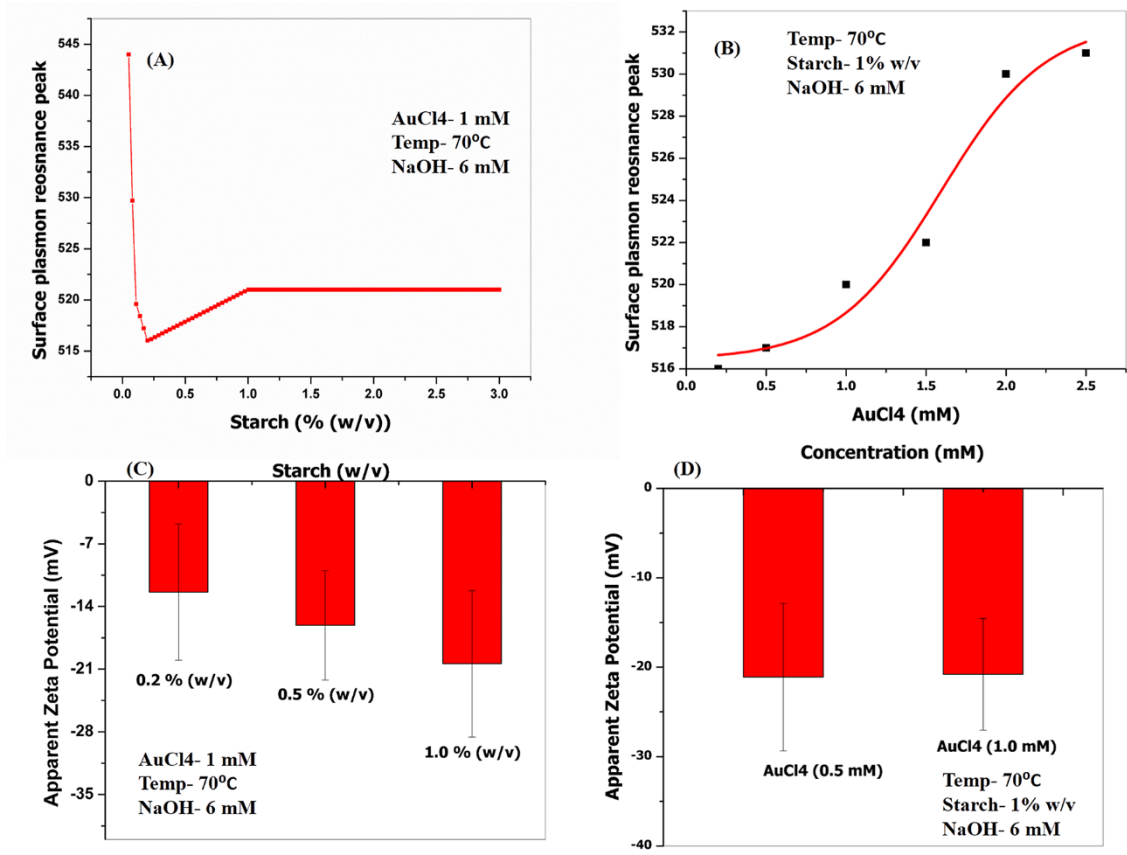 (A)
AuCl4- 1 mM
Temp- 70°C
NaOH- 6 mM
Surface plasmon reosnance peak
545
540
535
530
525
520
515
0.0 0.5 1.0 1.5 2.0 2.5 3.0
Starch (% (w/v))
(B)
Temp- 70°C
Starch- 1% w/v
NaOH- 6 mM
Surface plasmon resosnance peak
532
530
528
526
524
522
520
518
516
0.0 0.5 1.0 1.5 2.0 2.5
AuCl4 (mM)
(C)
Starch (w/v)
Apparent Zeta Potential (mV)
0
-7
-14
-21
-28
-35
0.2 % (w/v)
0.5 % (w/v)
1.0 % (w/v)
AuCl4- 1 mM
Temp- 70°C
NaOH- 6 mM
Concentration (mM)
(D)
Apparent Zeta Potential (mV)
0
-10
-20
-30
-40
AuCl4 (0.5 mM)
AuCl4 (1.0 mM)
Temp- 70°C
Starch- 1% w/v
NaOH- 6 mM